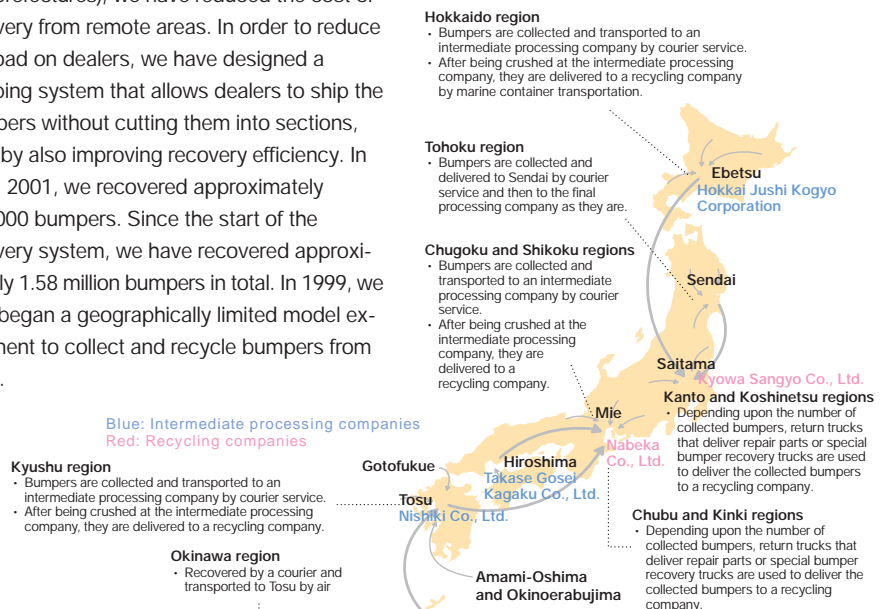 very from remote areas. In order to reduce
ping system that allows dealers to ship the
bers without cutting them into sections,
by also improving recovery efficiency. In
2001, we recovered approximately
000 bumpers. Since the start of the
very system, we have recovered approxi-
ly 1.58 million bumpers in total. In 1999, we
began a geographically limited model ex-
ment to collect and recycle bumpers from
Hokkaido region
・ Bumpers are collected and transported to an
intermediate processing company by courier service.
・ After being crushed at the intermediate processing
company, they are delivered to a recycling company
by marine container transportation.
Tohoku region
・ Bumpers are collected and
delivered to Sendai by courier
service and then to the final
processing company as they are.
Chugoku and Shikoku regions
・ Bumpers are collected and
transported to an intermediate
processing company by courier
service.
・ After being crushed at the
intermediate processing
company, they are
delivered to a
recycling company.
Ebetsu
Hokkai Jushi Kogyo
Corporation
Sendai
Saitama
Kyowa Sangyo Co., Ltd.
Kanto and Koshinetsu regions
・ Depending upon the number of
collected bumpers, return trucks
that deliver repair parts or special
bumper recovery trucks are used
to deliver the collected bumpers
to a recycling company.
Mie
Nabeka
Co., Ltd.
Blue: Intermediate processing companies
Red: Recycling companies
Kyushu region
・ Bumpers are collected and transported to an
intermediate processing company by courier service.
・ After being crushed at the intermediate processing
company, they are delivered to a recycling company.
Gotofukue
Hiroshima
Takase Gosei
Kagaku Co., Ltd.
Tosu
Nishiki Co., Ltd.
Chubu and Kinki regions
・ Depending upon the number of
collected bumpers, return trucks that
deliver repair parts or special bumper
recovery trucks are used to deliver the
collected bumpers to a recycling
company.
Okinawa region
・ Recovered by a courier and
transported to Tosu by air
Amami-Oshima
and Okinoerabujima